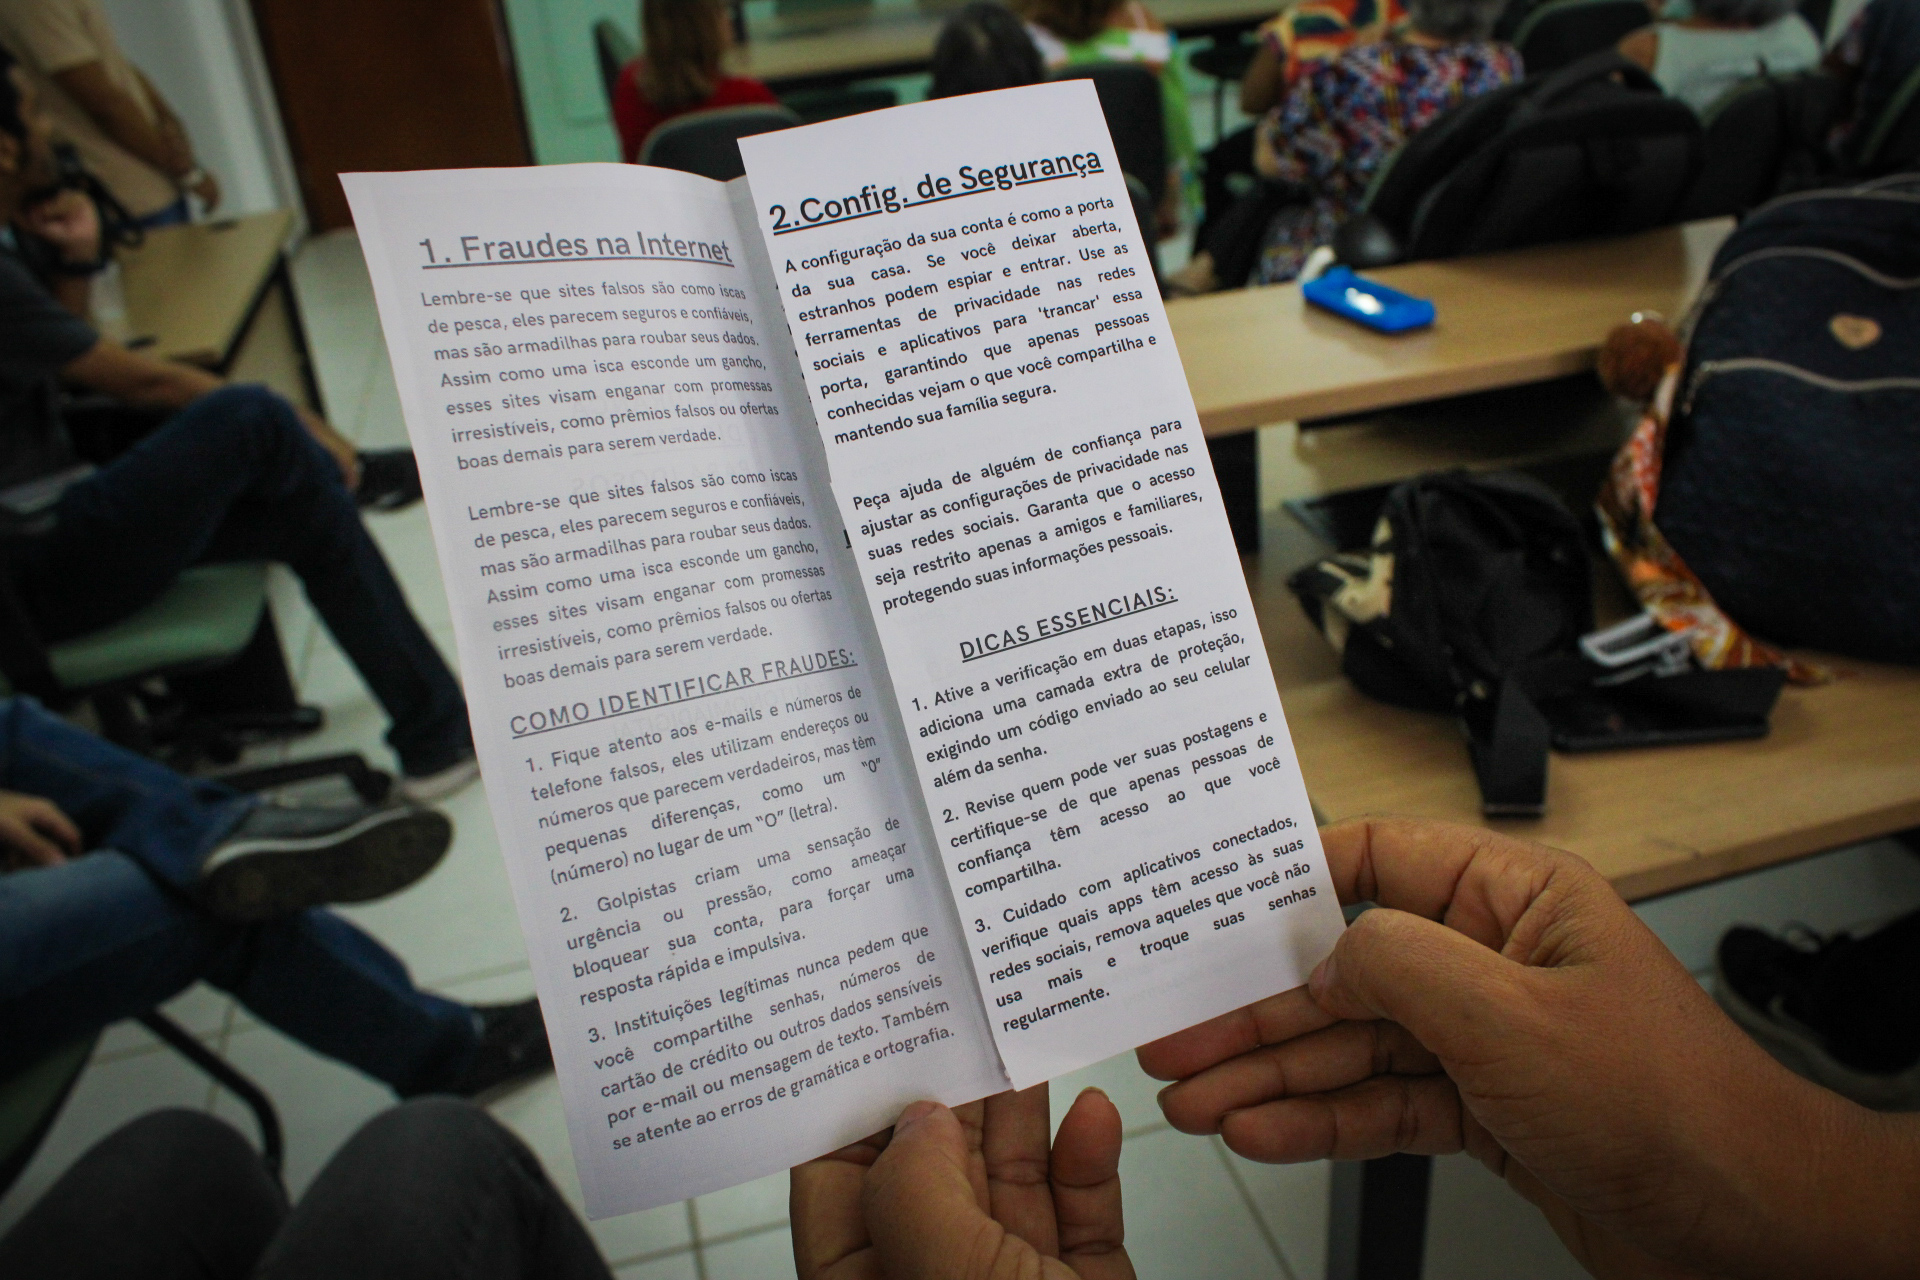 1. Fraudes na Internet
Lembre-se que sites falsos são como iscas
de pesca, eles parecem seguros e confiáveis,
mas são armadilhas para roubar seus dados.
Assim como uma isca esconde um gancho,
esses sites visam enganar com promessas
irresistíveis, como prêmios falsos ou ofertas
boas demais para serem verdade.
Lembre-se que sites falsos são como iscas
de pesca, eles parecem seguros e confiáveis,
mas são armadilhas para roubar seus dados.
Assim como uma isca esconde um gancho,
esses sites visam enganar com promessas
irresistíveis, como prêmios falsos ou ofertas
boas demais para serem verdade.
COMO IDENTIFICAR FRAUDES:
1. Fique atento aos e-mails e números de
telefone falsos, eles utilizam endereços ou
números que parecem verdadeiros, mas têm
pequenas diferenças, como um "0"
(número) no lugar de um "O" (letra).
2. Golpistas criam uma sensação de
urgência ou pressão, como ameaçar
bloquear sua conta, para forçar uma
resposta rápida e impulsiva.
3. Instituições legítimas nunca pedem que
você compartilhe senhas, números de
cartão de crédito ou outros dados sensíveis
por e-mail ou mensagem de texto. Também
se atente ao erros de gramática e ortografia.
2.Config. de Segurança
A configuração da sua conta é como a porta
da sua casa. Se você deixar aberta,
estranhos podem espiar e entrar. Use as
ferramentas de privacidade nas redes
sociais e aplicativos para 'trancar' essa
porta, garantindo que apenas pessoas
conhecidas vejam o que você compartilha e
mantendo sua família segura.
Peça ajuda de alguém de confiança para
ajustar as configurações de privacidade nas
suas redes sociais. Garanta que o acesso
seja restrito apenas a amigos e familiares,
protegendo suas informações pessoais.
DICAS ESSENCIAIS:
1. Ative a verificação em duas etapas, isso
adiciona uma camada extra de proteção,
exigindo um código enviado ao seu celular
além da senha.
2. Revise quem pode ver suas postagens e
certifique-se de que apenas pessoas de
confiança têm acesso ao que você
compartilha.
3. Cuidado com aplicativos conectados,
verifique quais apps têm acesso às suas
redes sociais, remova aqueles que você não
usa mais e troque suas senhas
regularmente.